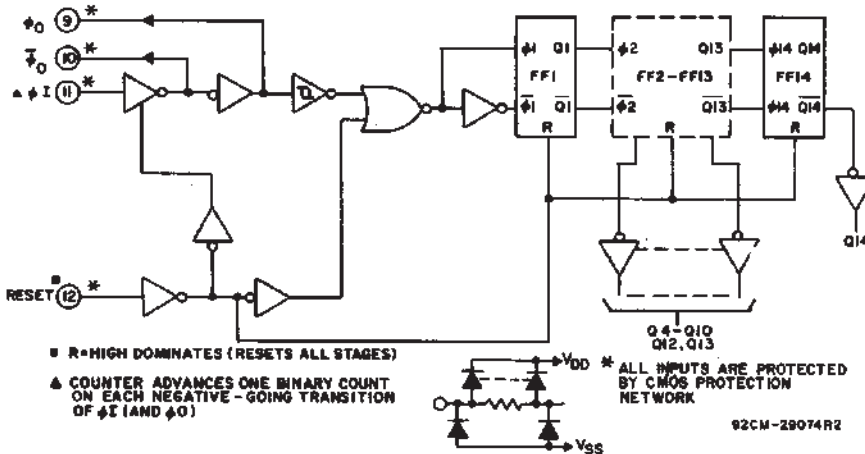 ϕO 9 *
ϕ̅O 10 *
▲ ϕI 11 *
ϕ1 Q1
FF1
ϕ̅1 Q̅1
R
ϕ2 Q13
FF2-FF13
ϕ̅2 Q̅13
R
ϕ14 Q14
FF14
ϕ14 Q̅14
R
Q14
■ RESET 12 *
Q4-Q10
Q12, Q13
■ R=HIGH DOMINATES (RESETS ALL STAGES)
▲ COUNTER ADVANCES ONE BINARY COUNT
ON EACH NEGATIVE-GOING TRANSITION
OF ϕI (AND ϕO)
VDD
VSS
* ALL INPUTS ARE PROTECTED
BY CMOS PROTECTION
NETWORK
92CM-29074R2